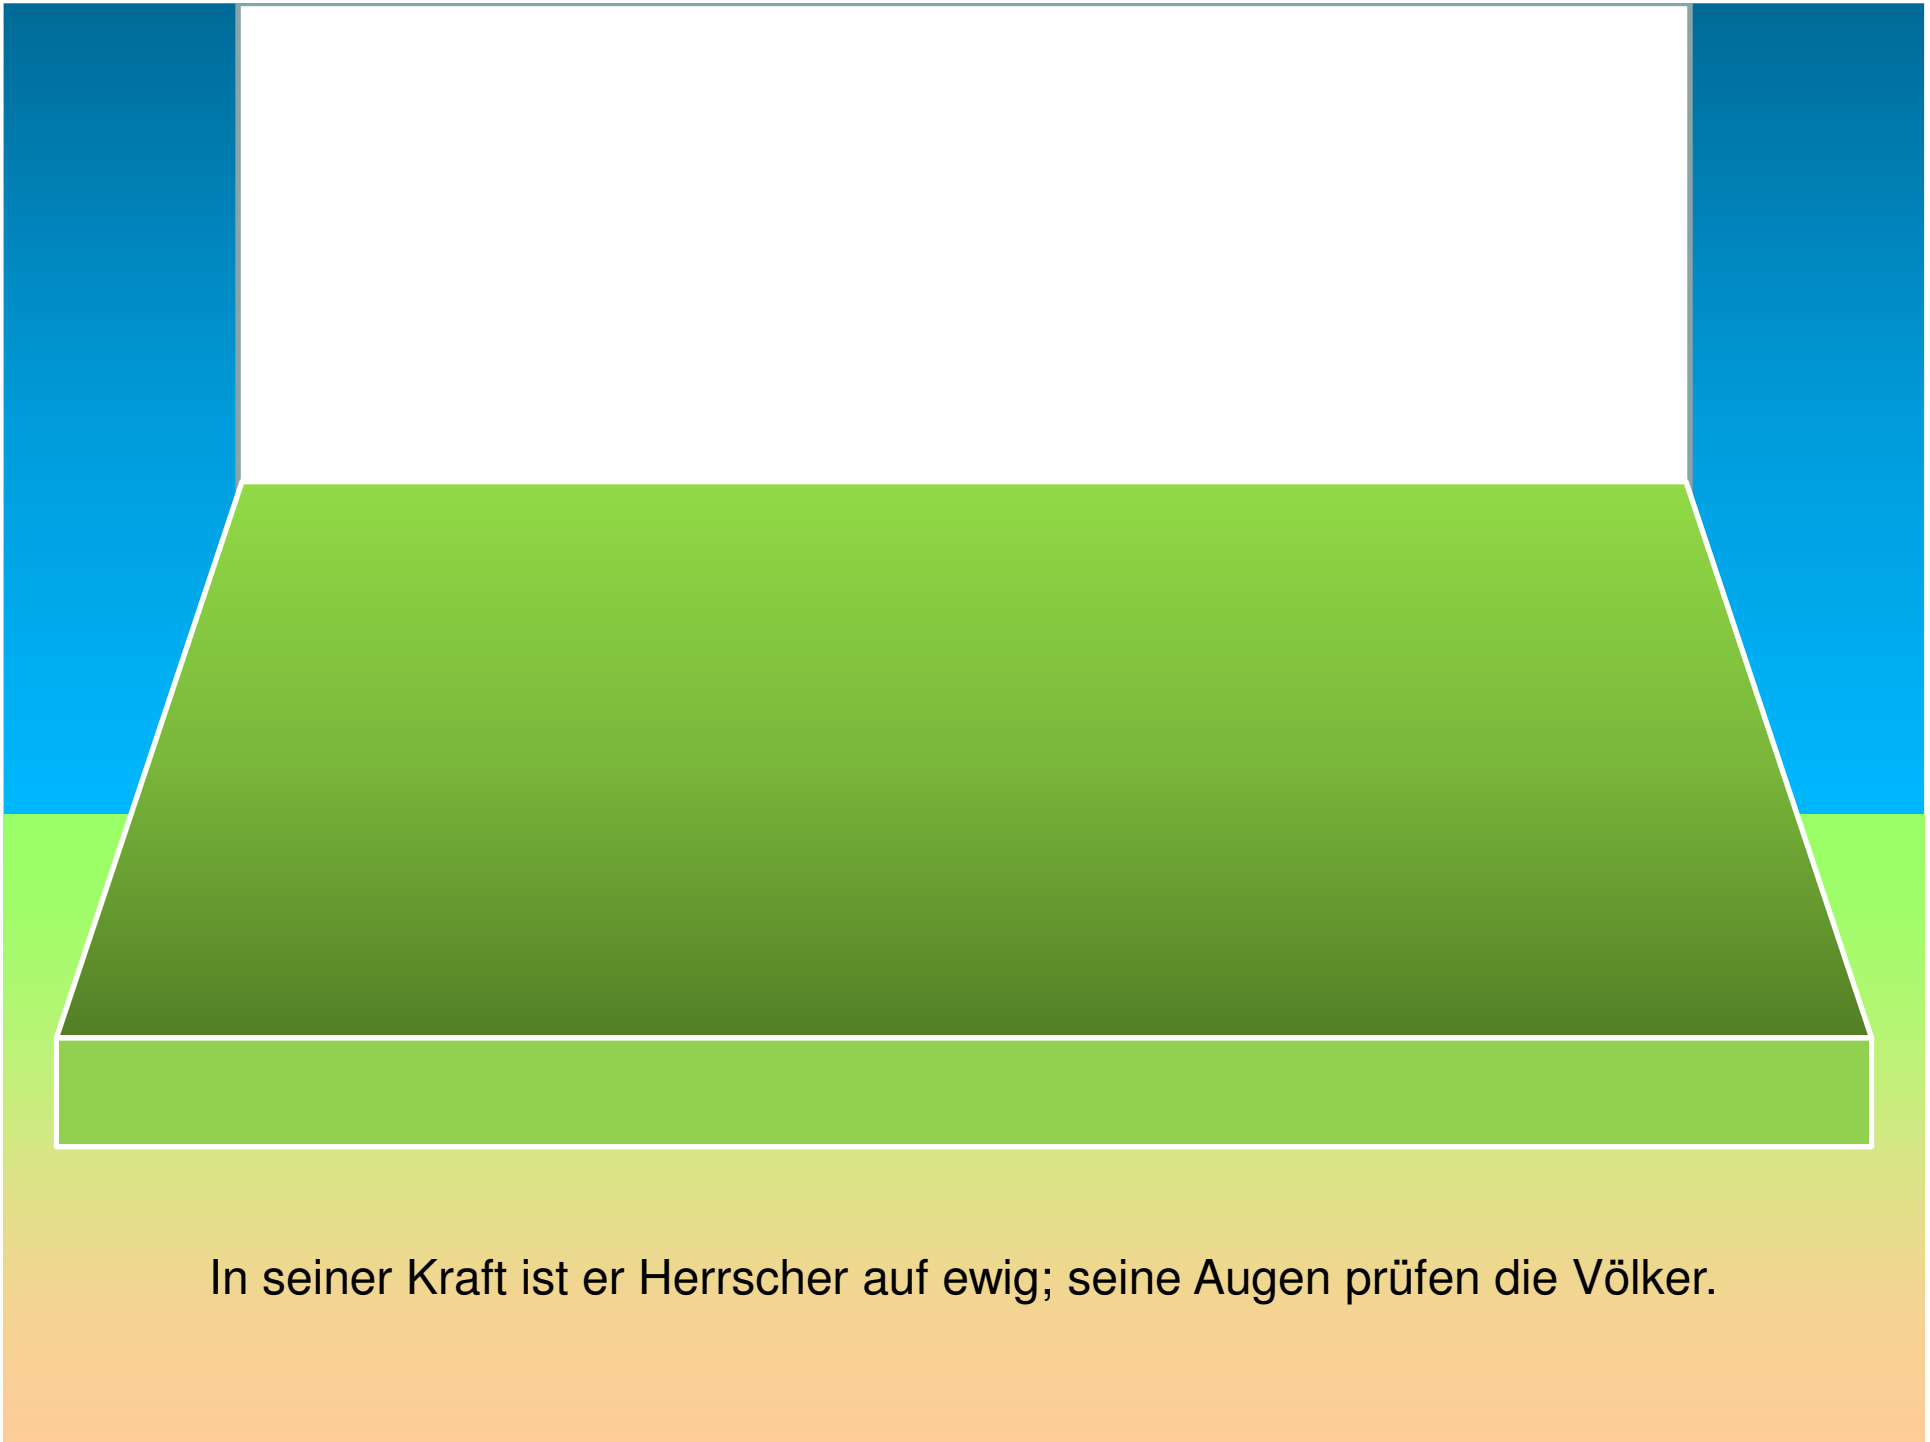 In seiner Kraft ist er Herrscher auf ewig; seine Augen prüfen die Völker.